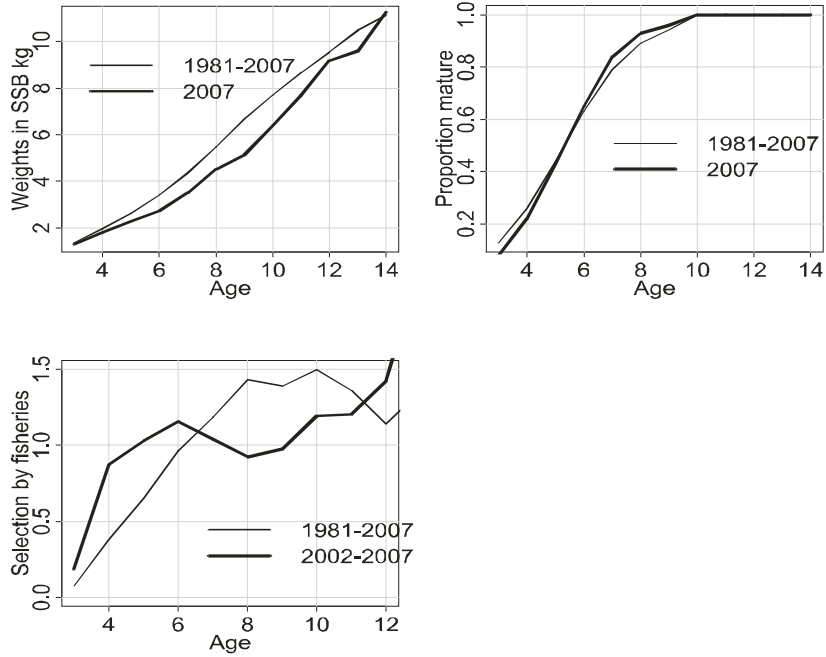 Weights in SSB kg
10
8
6
4
2
1981-2007
2007
4 6 8 10 12 14
Age
Proportion mature
1.0
0.8
0.6
0.4
0.2
1981-2007
2007
4 6 8 10 12 14
Age
Selection by fisheries
1.5
1.0
0.5
0.0
1981-2007
2002-2007
4 6 8 10 12
Age